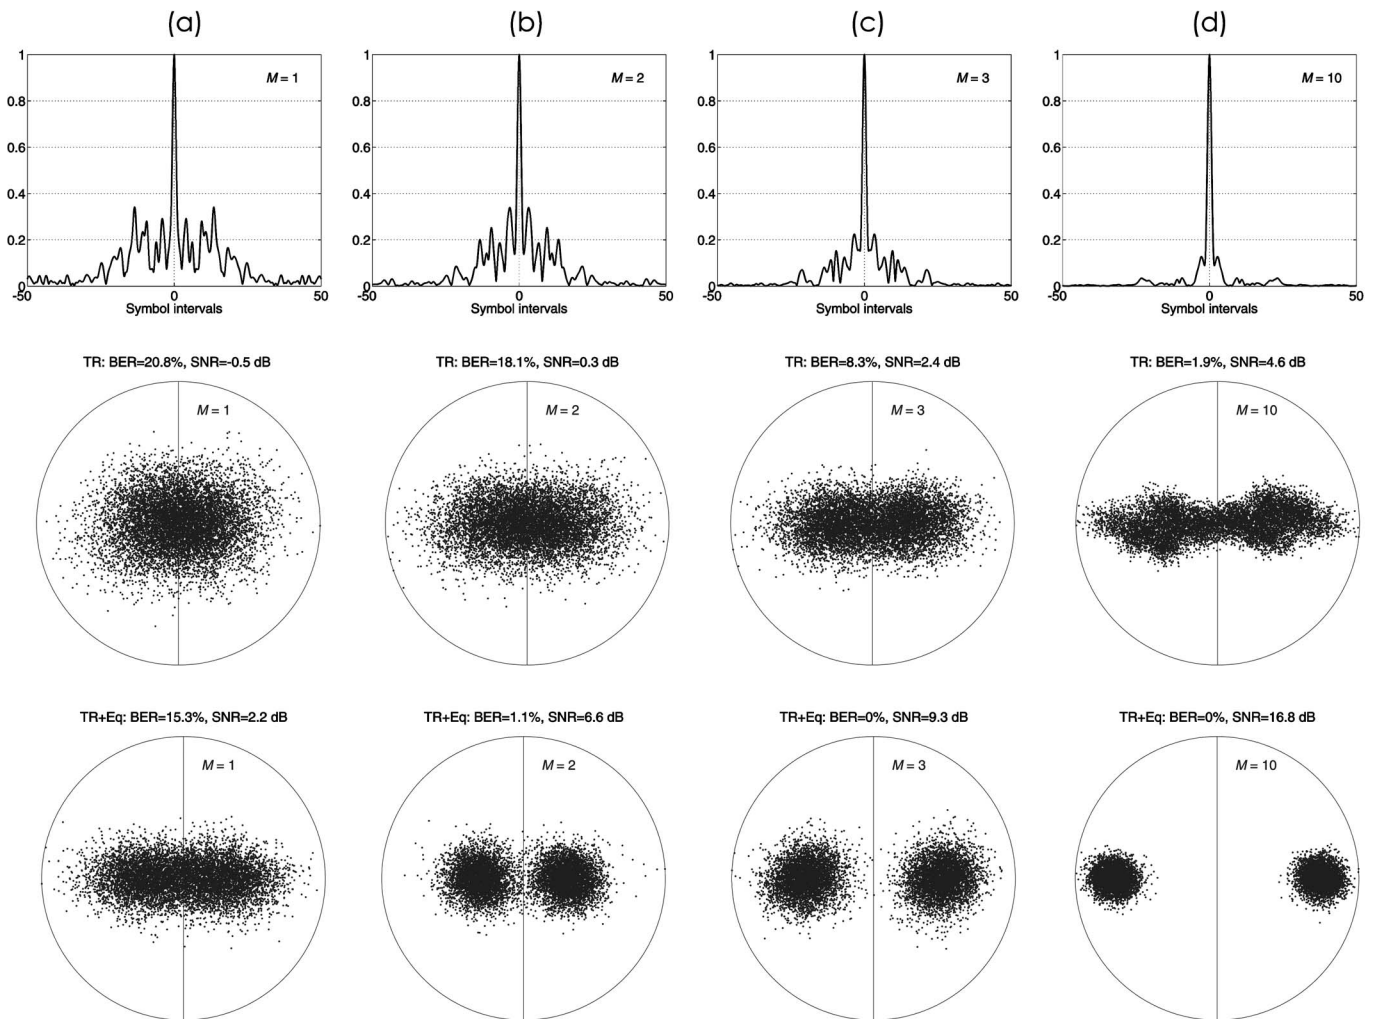 (a) (b) (c) (d)
M = 1
1
0.8
0.6
0.4
0.2
0
-50 0 50
Symbol intervals
M = 2
1
0.8
0.6
0.4
0.2
0
-50 0 50
Symbol intervals
M = 3
1
0.8
0.6
0.4
0.2
0
-50 0 50
Symbol intervals
M = 10
1
0.8
0.6
0.4
0.2
0
-50 0 50
Symbol intervals
TR: BER=20.8%, SNR=-0.5 dB
M = 1
TR: BER=18.1%, SNR=0.3 dB
M = 2
TR: BER=8.3%, SNR=2.4 dB
M = 3
TR: BER=1.9%, SNR=4.6 dB
M = 10
TR+Eq: BER=15.3%, SNR=2.2 dB
M = 1
TR+Eq: BER=1.1%, SNR=6.6 dB
M = 2
TR+Eq: BER=0%, SNR=9.3 dB
M = 3
TR+Eq: BER=0%, SNR=16.8 dB
M = 10